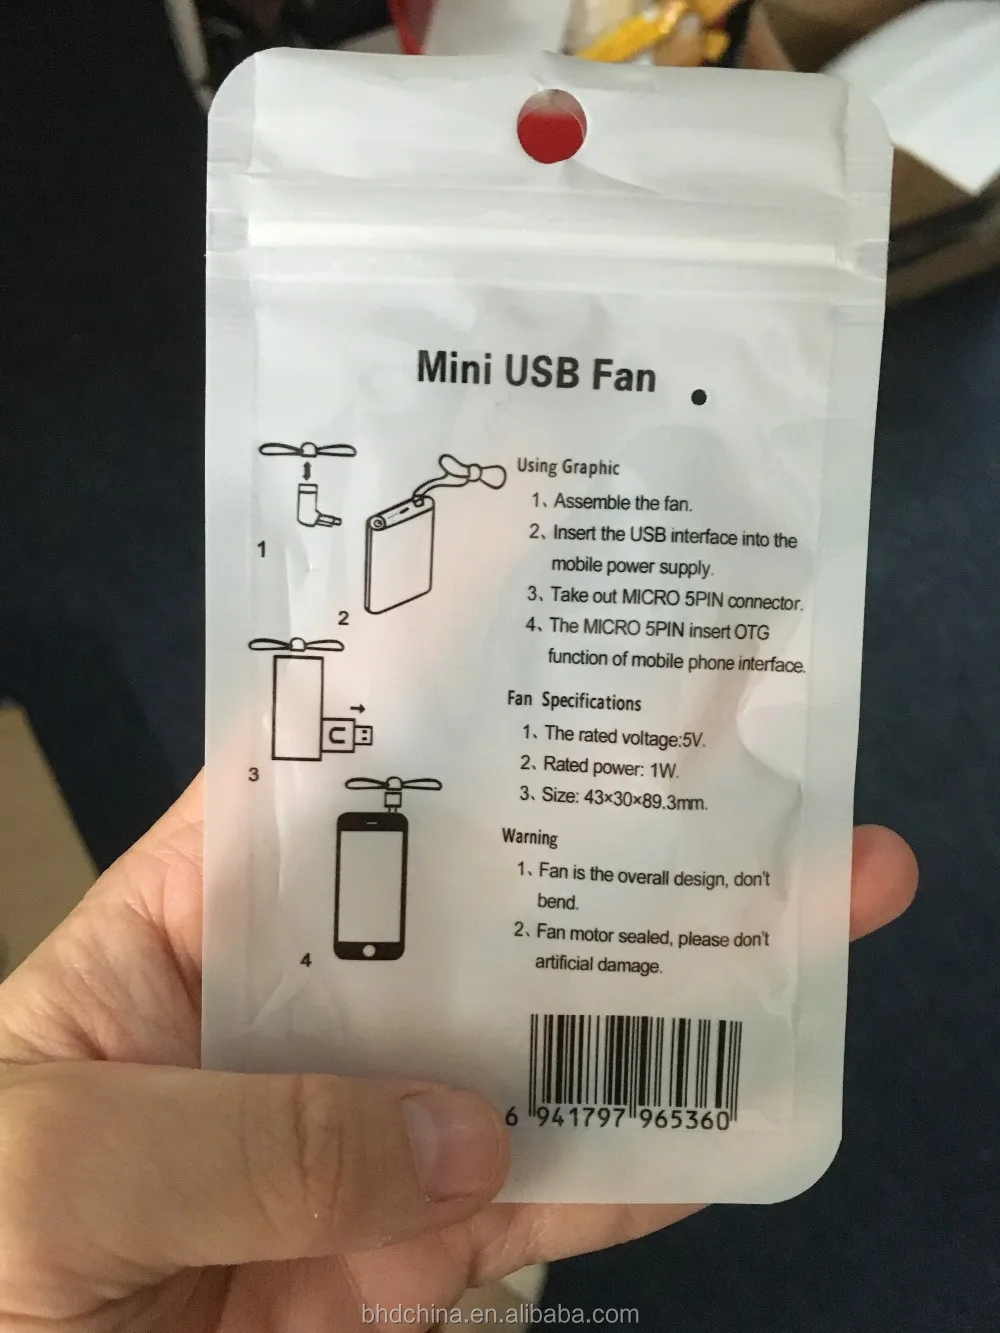 Mini USB Fan
1
2
3
4
Using Graphic
1、Assemble the fan.
2、Insert the USB interface into the
mobile power supply.
3、Take out MICRO 5PIN connector.
4、The MICRO 5PIN insert OTG
function of mobile phone interface.
Fan Specifications
1、The rated voltage:5V.
2、Rated power: 1W.
3、Size: 43×30×89.3mm.
Warning
1、Fan is the overall design, don't
bend.
2、Fan motor sealed, please don't
artificial damage.
6 941797 965360
bhdchina.en.alibaba.com